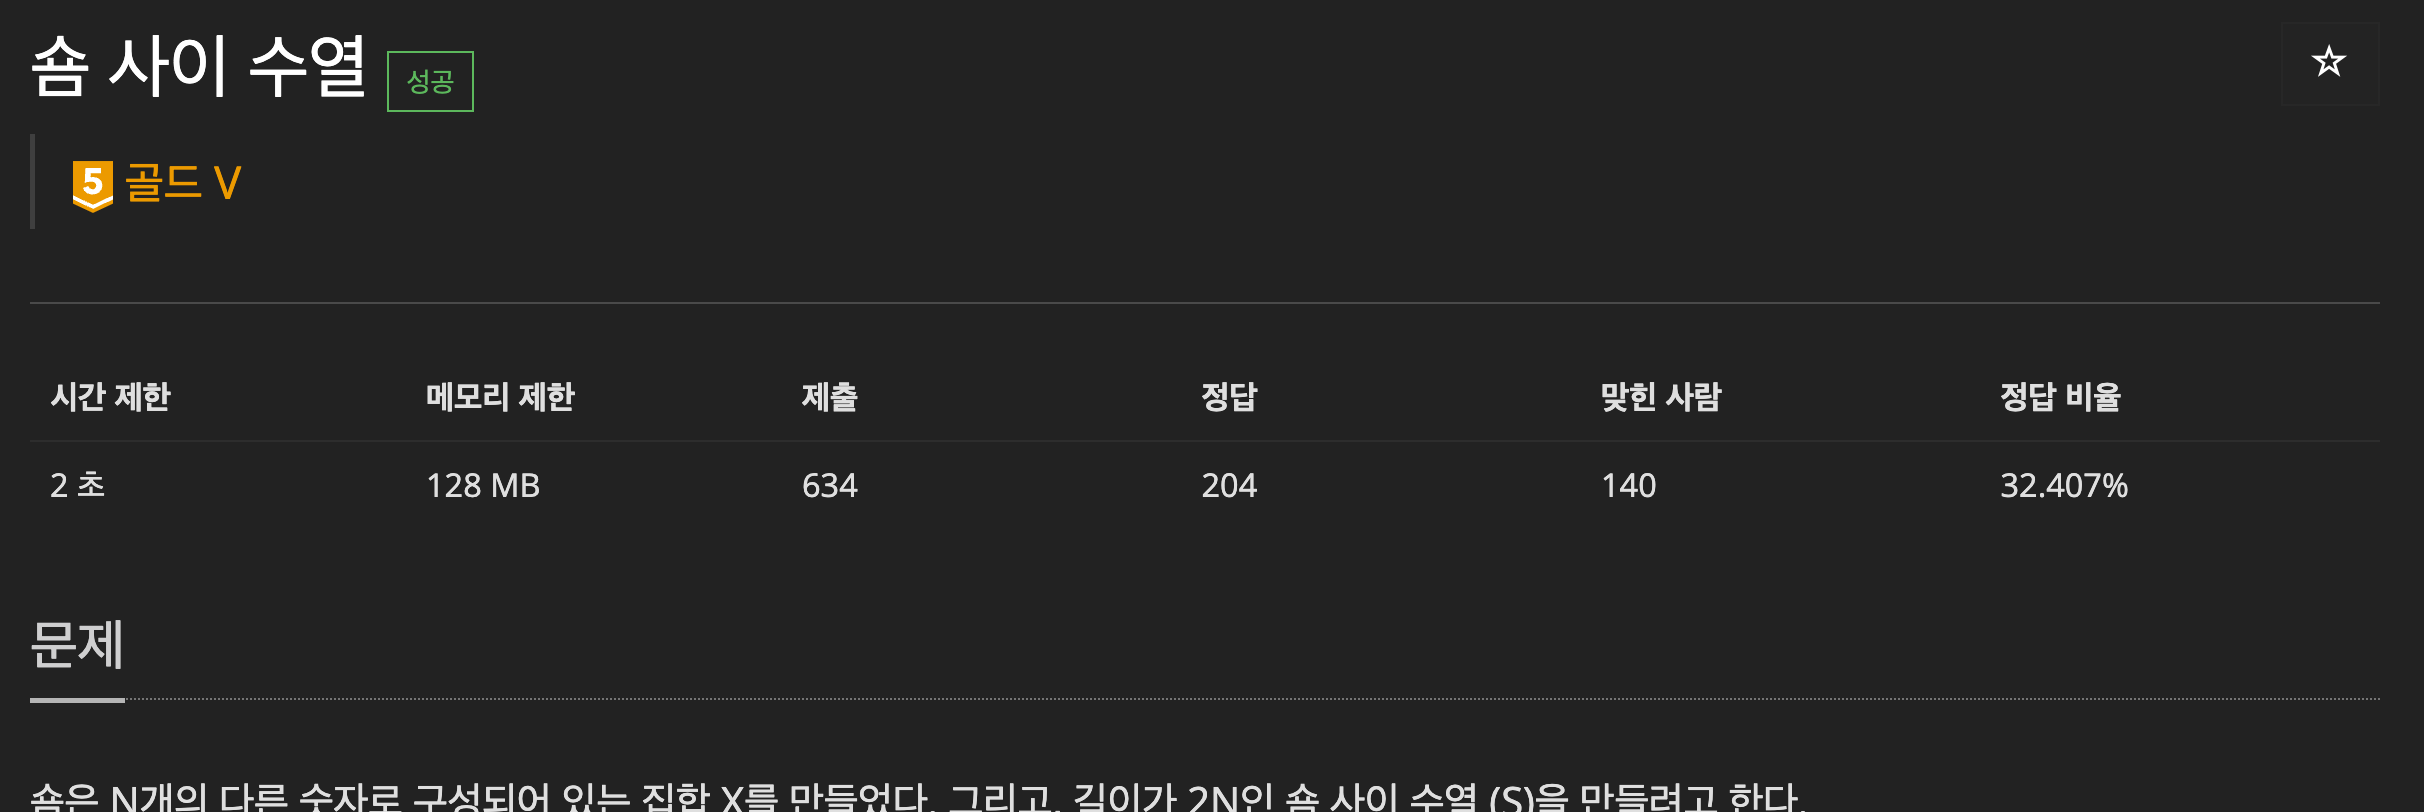 숌 사이 수열 성공
5 골드 V
시간 제한 메모리 제한 제출 정답 맞힌 사람 정답 비율
2 초 128 MB 634 204 140 32.407%
문제
숌은 N개의 다른 숫자로 구성되어 있는 집합 X를 만들었다. 그리고, 길이가 2N인 숌 사이 수열 (S)을 만들려고 한다.